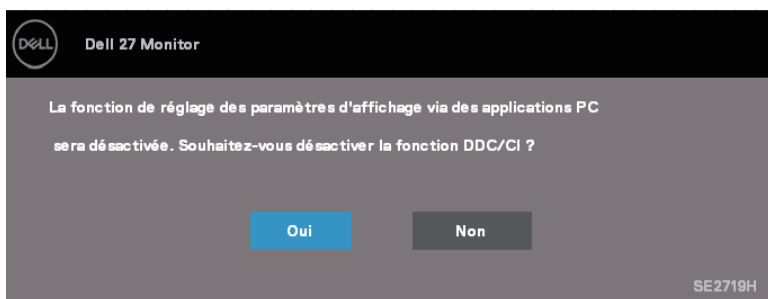 DELL
Dell 27 Monitor
La fonction de réglage des paramètres d'affichage via des applications PC
sera désactivée. Souhaitez-vous désactiver la fonction DDC/CI ?
Oui
Non
SE2719H